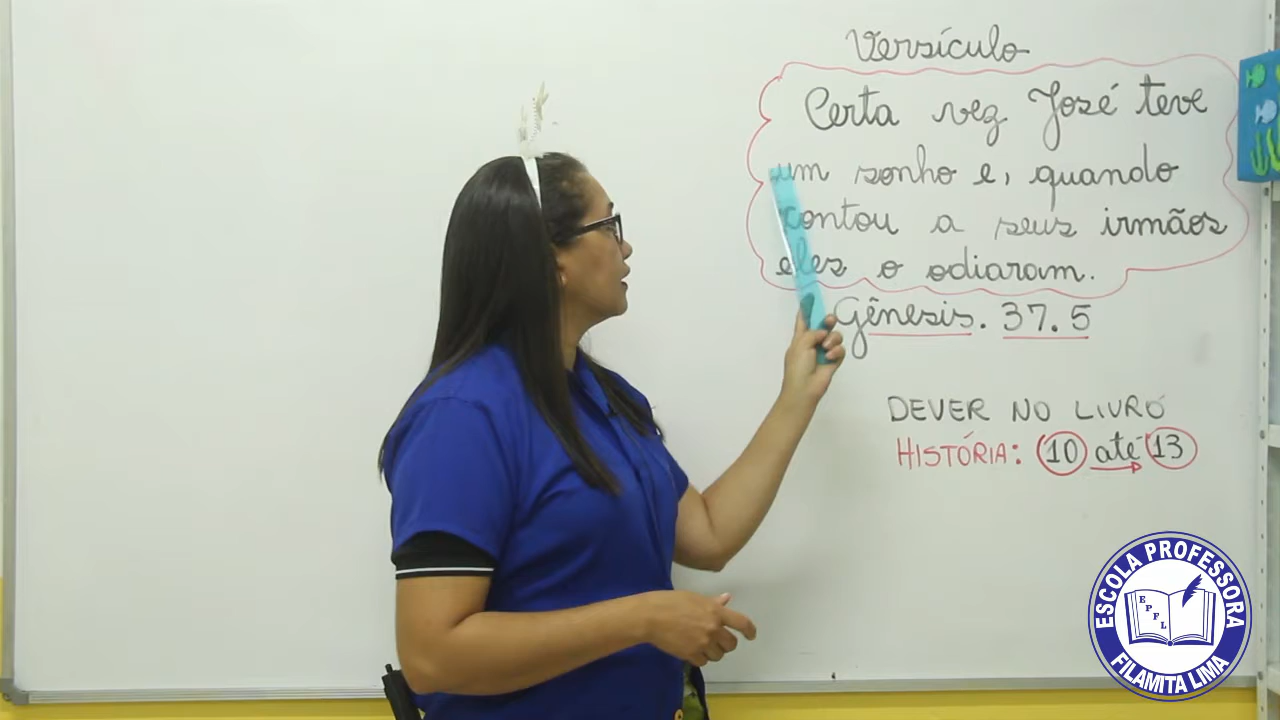 Versículo
Certa vez José teve
um sonho e, quando
contou a seus irmãos
eles o odiaram.
Gênesis. 37.5
DEVER NO LIVRO
HISTÓRIA: 10 até 13
ESCOLA PROFESSORA
EPFL
FILAMITA LIMA